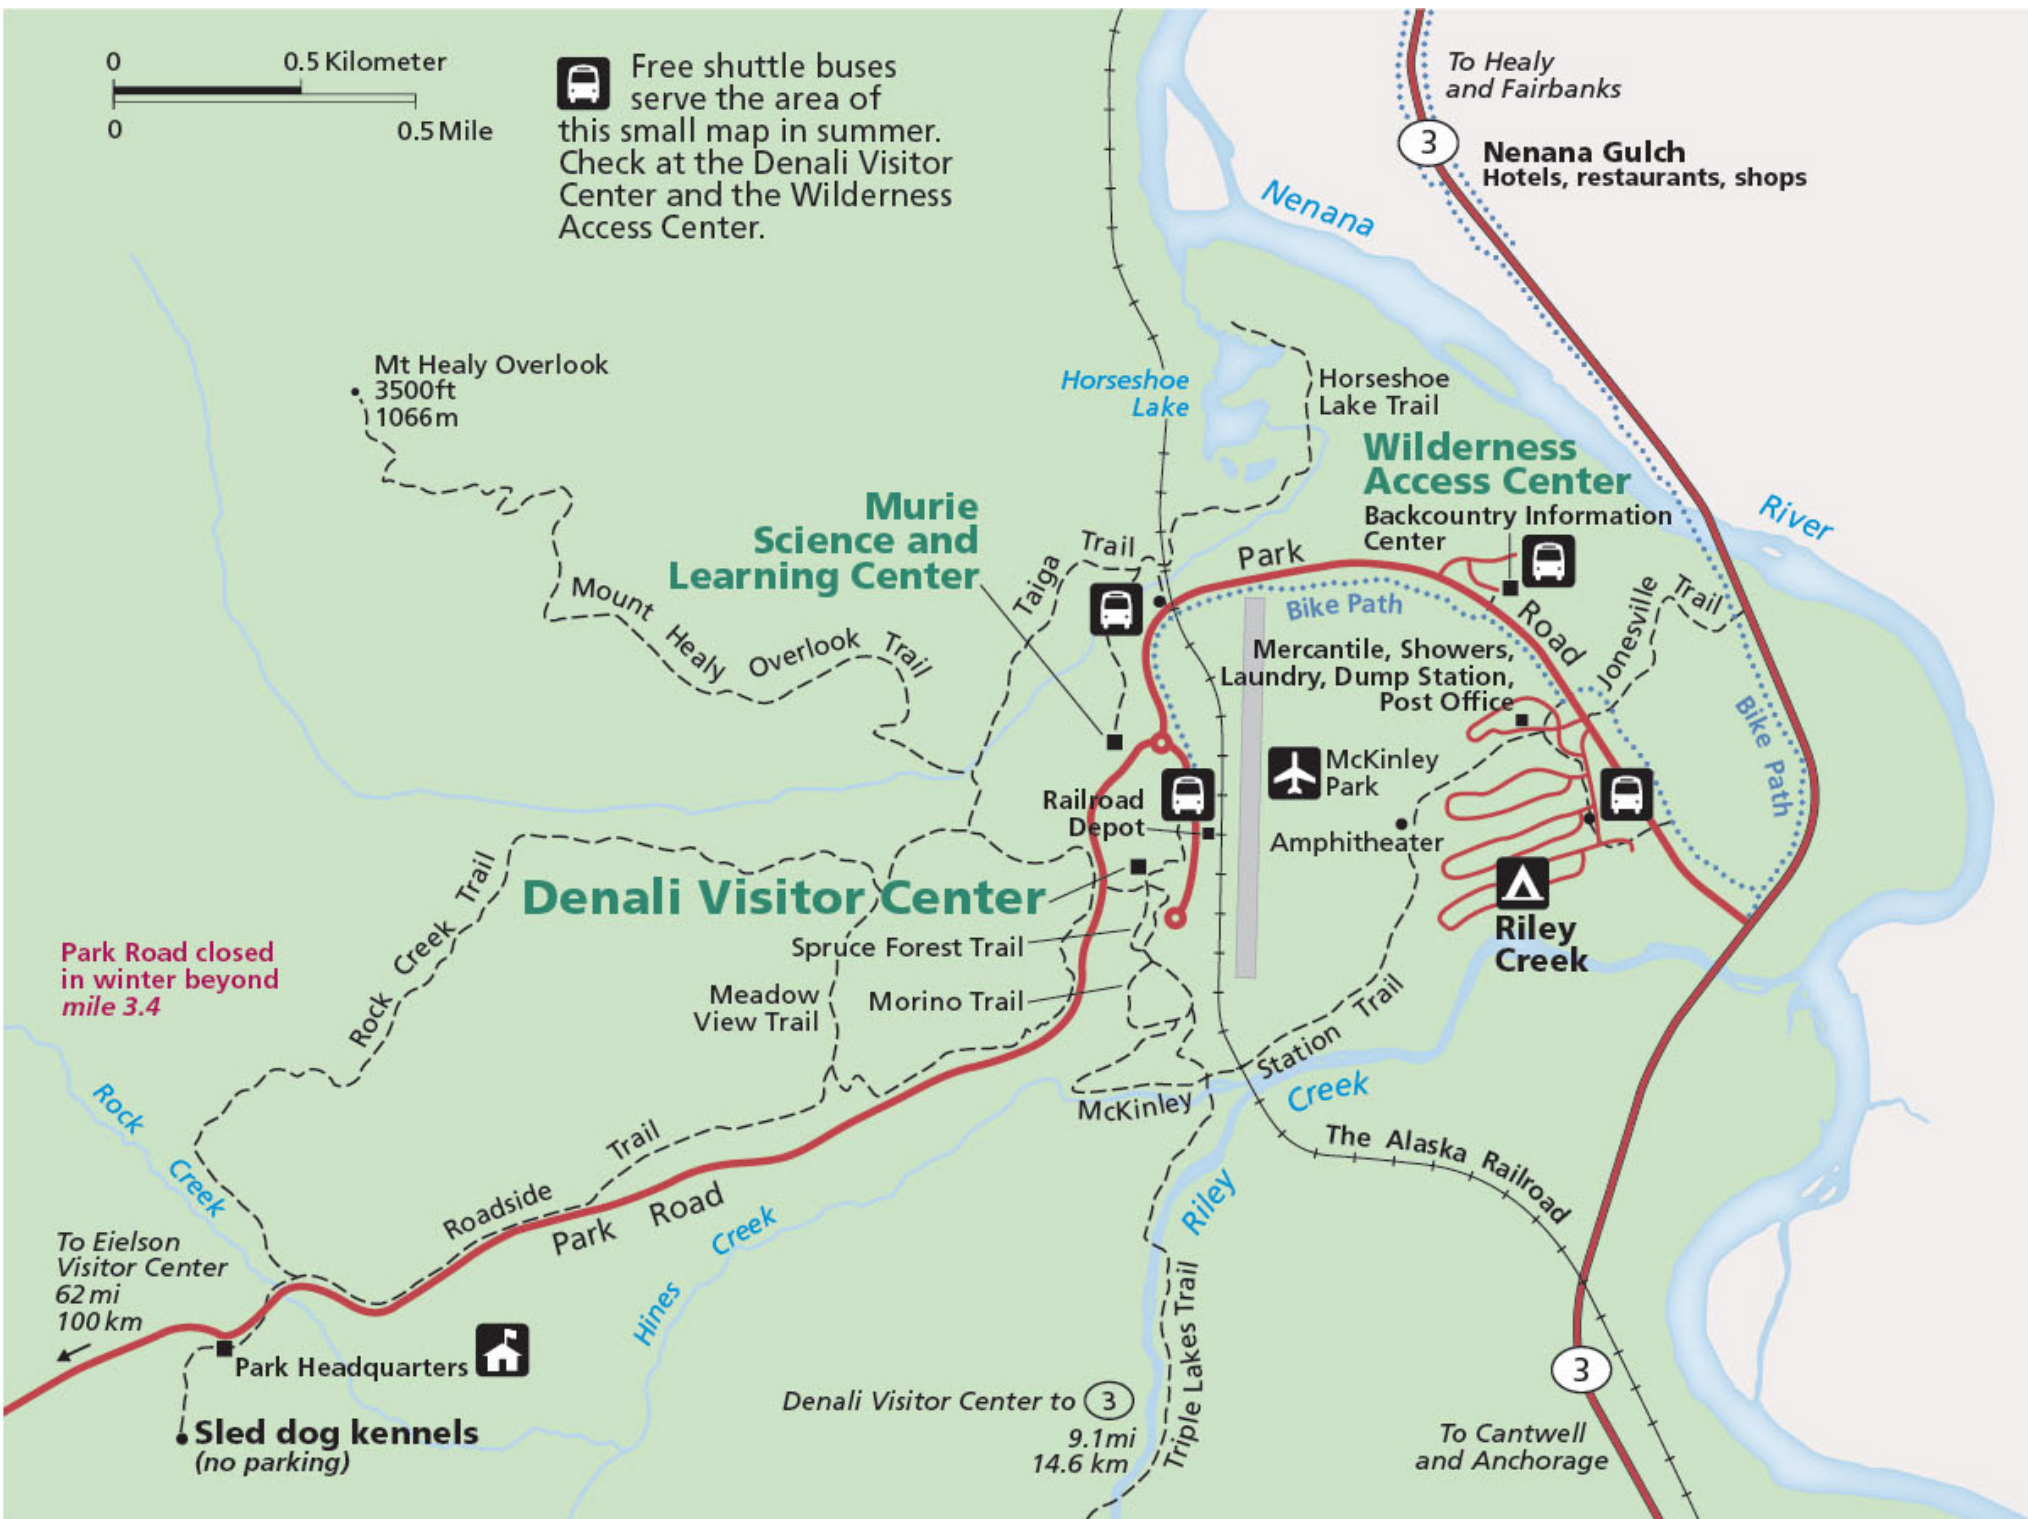 0
0.5 Kilometer
0
0.5 Mile
Free shuttle buses
serve the area of
this small map in summer.
Check at the Denali Visitor
Center and the Wilderness
Access Center.
To Healy
and Fairbanks
3
Nenana Gulch
Hotels, restaurants, shops
Nenana
Mt Healy Overlook
3500ft
1066m
Horseshoe
Lake
Horseshoe
Lake Trail
Wilderness
Access Center
Backcountry Information
Center
River
Murie
Science and
Learning Center
Taiga
Trail
Park
Road
Bike Path
Jonesville
Trail
Mount
Healy
Overlook
Trail
Mercantile, Showers,
Laundry, Dump Station,
Post Office
Bike Path
McKinley
Park
Railroad
Depot
Amphitheater
Denali Visitor Center
Rock
Creek
Trail
Riley
Creek
Spruce Forest Trail
Park Road closed
in winter beyond
mile 3.4
Meadow
View Trail
Morino Trail
McKinley
Station
Trail
Rock
Creek
Creek
Riley
The Alaska Railroad
Roadside
Trail
Park
Road
Hines
Creek
To Eielson
Visitor Center
62 mi
100 km
Park Headquarters
Sled dog kennels
(no parking)
Triple Lakes Trail
Denali Visitor Center to 3
9.1mi
14.6 km
3
To Cantwell
and Anchorage